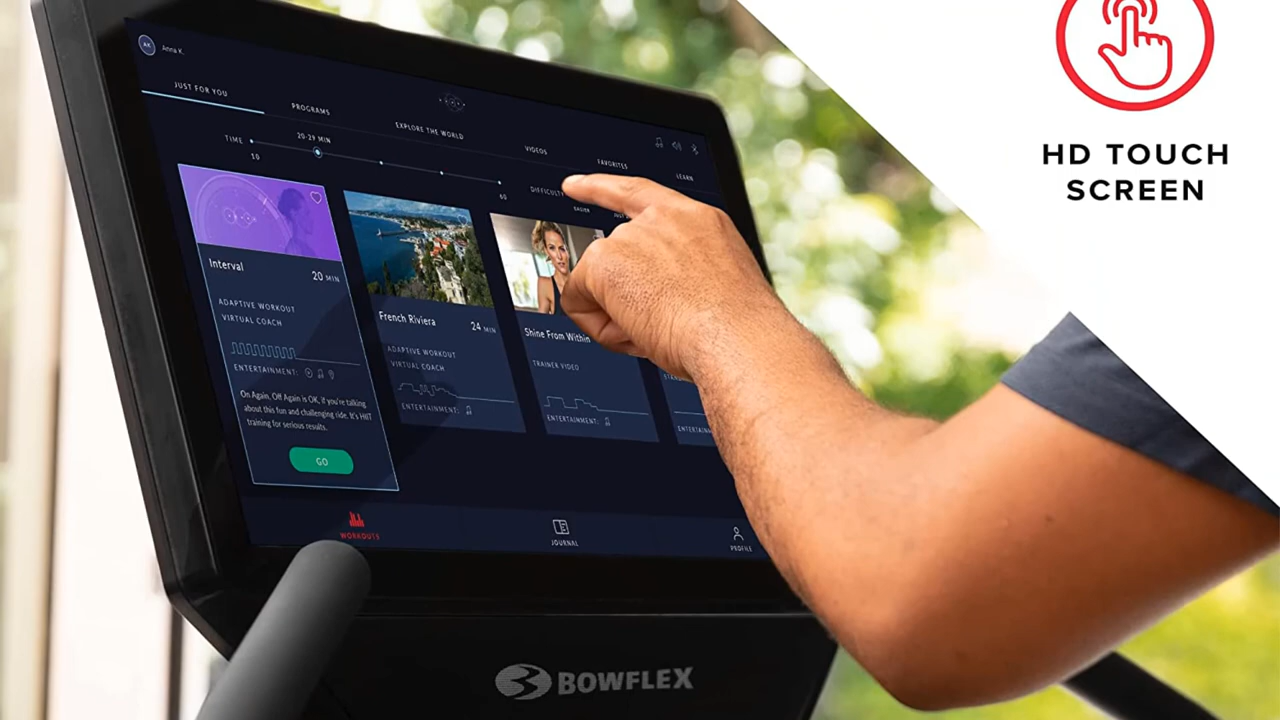 HD TOUCH
SCREEN
AK
Anna K.
JUST FOR YOU
PROGRAMS
EXPLORE THE WORLD
VIDEOS
FAVORITES
LEARN
TIME
20-29 MIN
10
60
DIFFICULTY
EASIER
Interval
20 MIN
ADAPTIVE WORKOUT
VIRTUAL COACH
ENTERTAINMENT:
On Again, Off Again is OK, if you're talking
about this fun and challenging ride. It's HIIT
training for serious results.
GO
French Riviera
24 MIN
ADAPTIVE WORKOUT
VIRTUAL COACH
ENTERTAINMENT:
Shine From Within
TRAINER VIDEO
ENTERTAINMENT:
WORKOUTS
JOURNAL
PROFILE
BOWFLEX